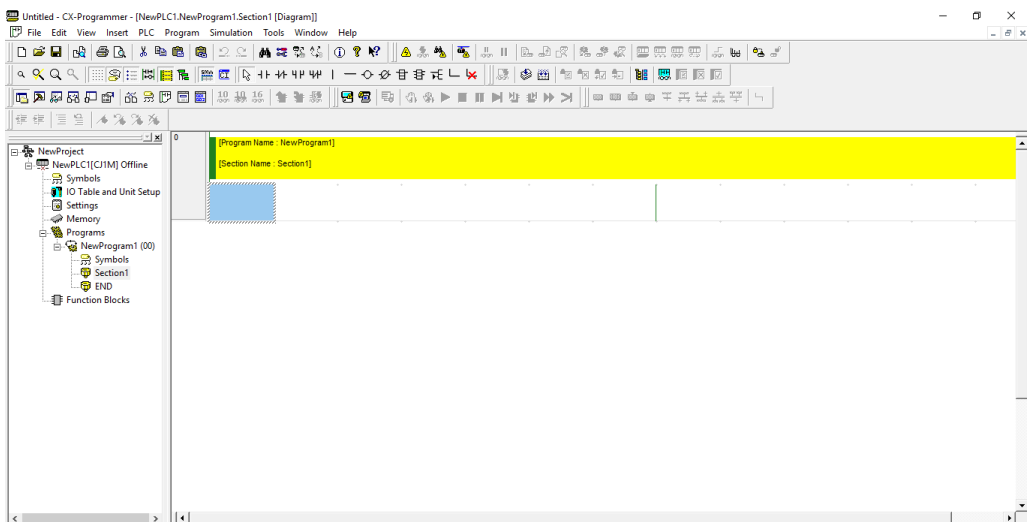 Untitled - CX-Programmer - [NewPLC1.NewProgram1.Section1 [Diagram]]
File Edit View Insert PLC Program Simulation Tools Window Help
10 16
NewProject
NewPLC1[CJ1M] Offline
Symbols
IO Table and Unit Setup
Settings
Memory
Programs
NewProgram1 (00)
Symbols
Section1
END
Function Blocks
0
[Program Name : NewProgram1]
[Section Name : Section1]